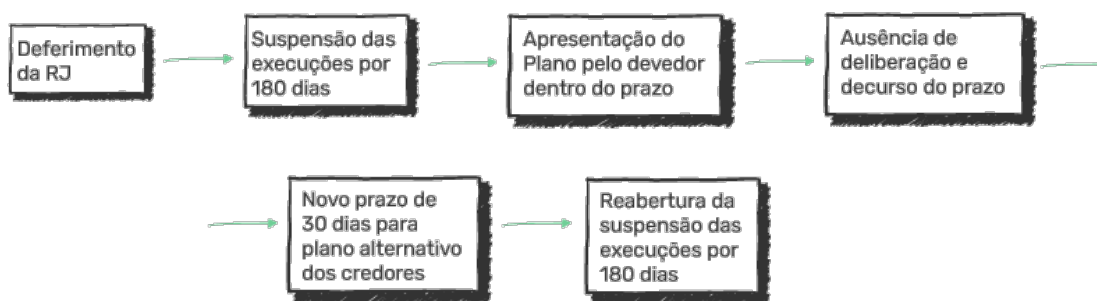 Deferimento
da RJ
Suspensão das
execuções por
180 dias
Apresentação do
Plano pelo devedor
dentro do prazo
Ausência de
deliberação e
decurso do prazo
Novo prazo de
30 dias para
plano alternativo
dos credores
Reabertura da
suspensão das
execuções por
180 dias